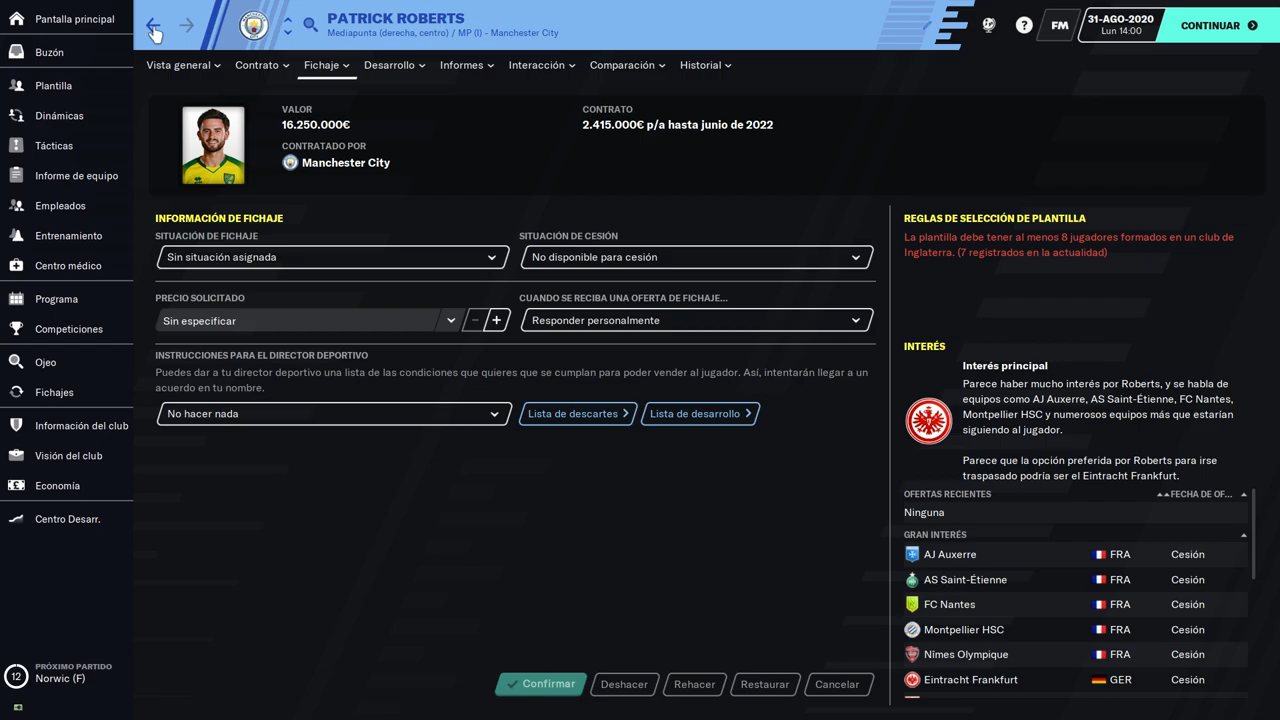 Pantalla principal
Buzón
Plantilla
Dinámicas
Tácticas
Informe de equipo
Empleados
Entrenamiento
Centro médico
Programa
Competiciones
Ojeo
Fichajes
Información del club
Visión del club
Economía
Centro Desarr.
12
PRÓXIMO PARTIDO
Norwic (F)
PATRICK ROBERTS
Mediapunta (derecha, centro) / MP (I) - Manchester City
?
FM
31-AGO-2020
Lun 14:00
CONTINUAR
Vista general
Contrato
Fichaje
Desarrollo
Informes
Interacción
Comparación
Historial
VALOR
16.250.000€
CONTRATADO POR
Manchester City
CONTRATO
2.415.000€ p/a hasta junio de 2022
INFORMACIÓN DE FICHAJE
SITUACIÓN DE FICHAJE
Sin situación asignada
SITUACIÓN DE CESIÓN
No disponible para cesión
PRECIO SOLICITADO
Sin especificar
CUANDO SE RECIBA UNA OFERTA DE FICHAJE...
Responder personalmente
INSTRUCCIONES PARA EL DIRECTOR DEPORTIVO
Puedes dar a tu director deportivo una lista de las condiciones que quieres que se cumplan para poder vender al jugador. Así, intentarán llegar a un
acuerdo en tu nombre.
No hacer nada
Lista de descartes
Lista de desarrollo
Confirmar
Deshacer
Rehacer
Restaurar
Cancelar
REGLAS DE SELECCIÓN DE PLANTILLA
La plantilla debe tener al menos 8 jugadores formados en un club de
Inglaterra. (7 registrados en la actualidad)
INTERÉS
Interés principal
Parece haber mucho interés por Roberts, y se habla de
equipos como AJ Auxerre, AS Saint-Étienne, FC Nantes,
Montpellier HSC y numerosos equipos más que estarían
siguiendo al jugador.
Parece que la opción preferida por Roberts para irse
traspasado podría ser el Eintracht Frankfurt.
OFERTAS RECIENTES
FECHA DE OF...
Ninguna
GRAN INTERÉS
AJ Auxerre FRA Cesión
AS Saint-Étienne FRA Cesión
FC Nantes FRA Cesión
Montpellier HSC FRA Cesión
Nîmes Olympique FRA Cesión
Eintracht Frankfurt GER Cesión